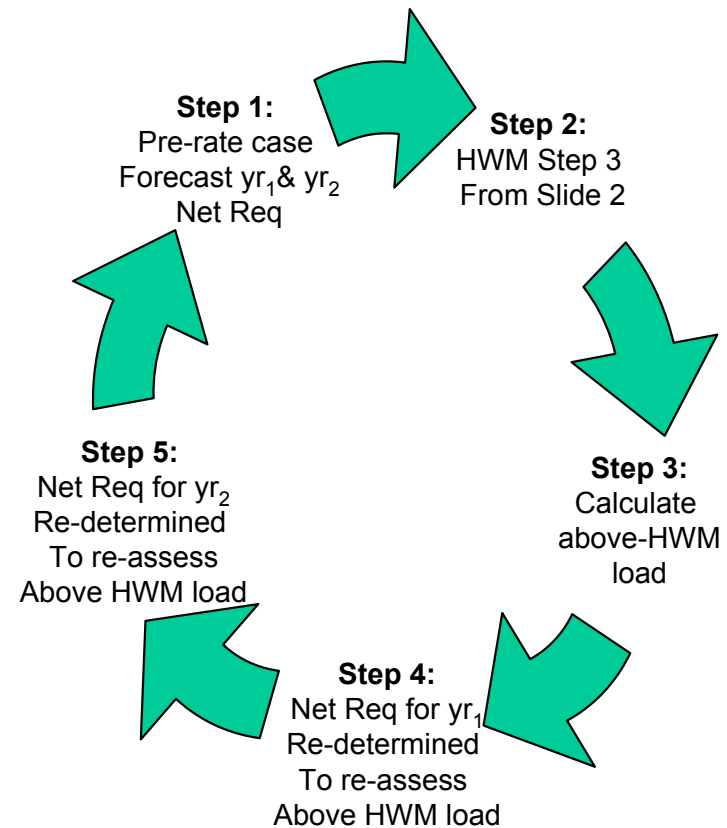 Step 1:
Pre-rate case
Forecast yr₁& yr₂
Net Req
Step 2:
HWM Step 3
From Slide 2
Step 3:
Calculate
above-HWM
load
Step 4:
Net Req for yr₁
Re-determined
To re-assess
Above HWM load
Step 5:
Net Req for yr₂
Re-determined
To re-assess
Above HWM load